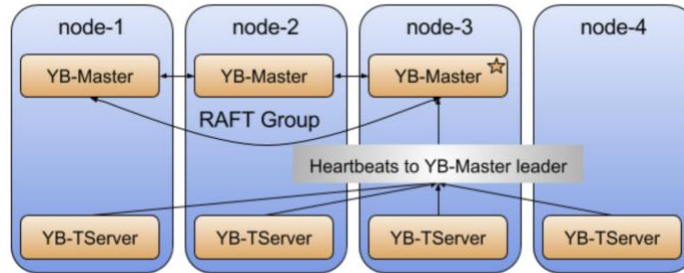 node-1
node-2
node-3
node-4
YB-Master
YB-Master
YB-Master
RAFT Group
Heartbeats to YB-Master leader
YB-TServer
YB-TServer
YB-TServer
YB-TServer